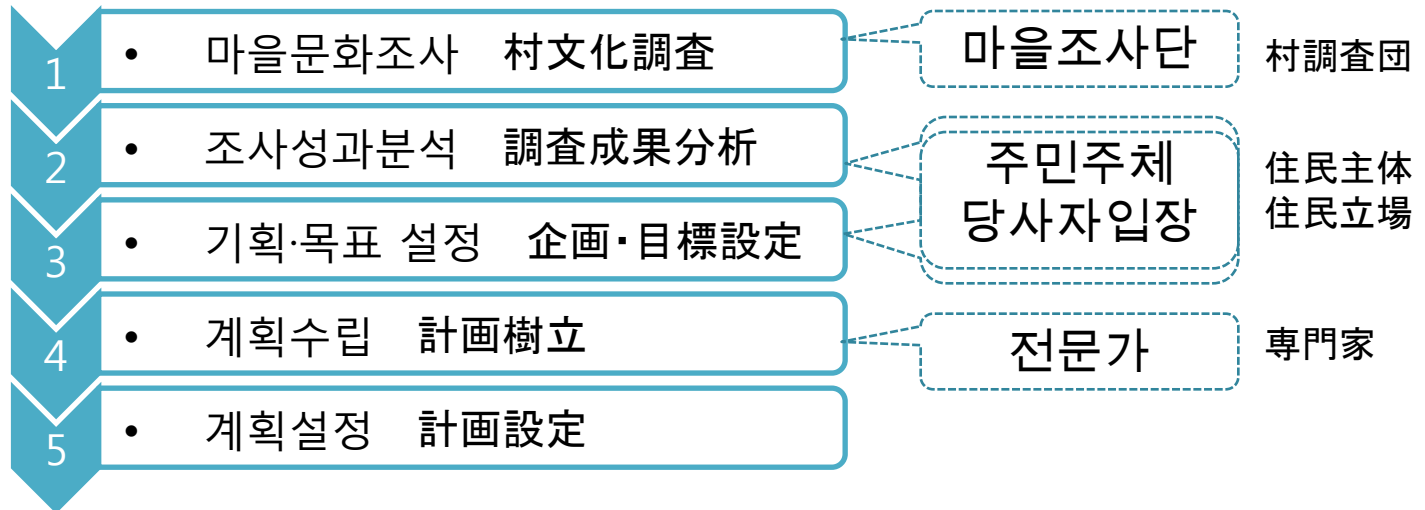 1
• 마을문화조사 村文化調査
마을조사단
村調査団
2
• 조사성과분석 調査成果分析
주민주체
당사자입장
住民主体
住民立場
3
• 기획·목표 설정 企画・目標設定
4
• 계획수립 計画樹立
전문가
専門家
5
• 계획설정 計画設定